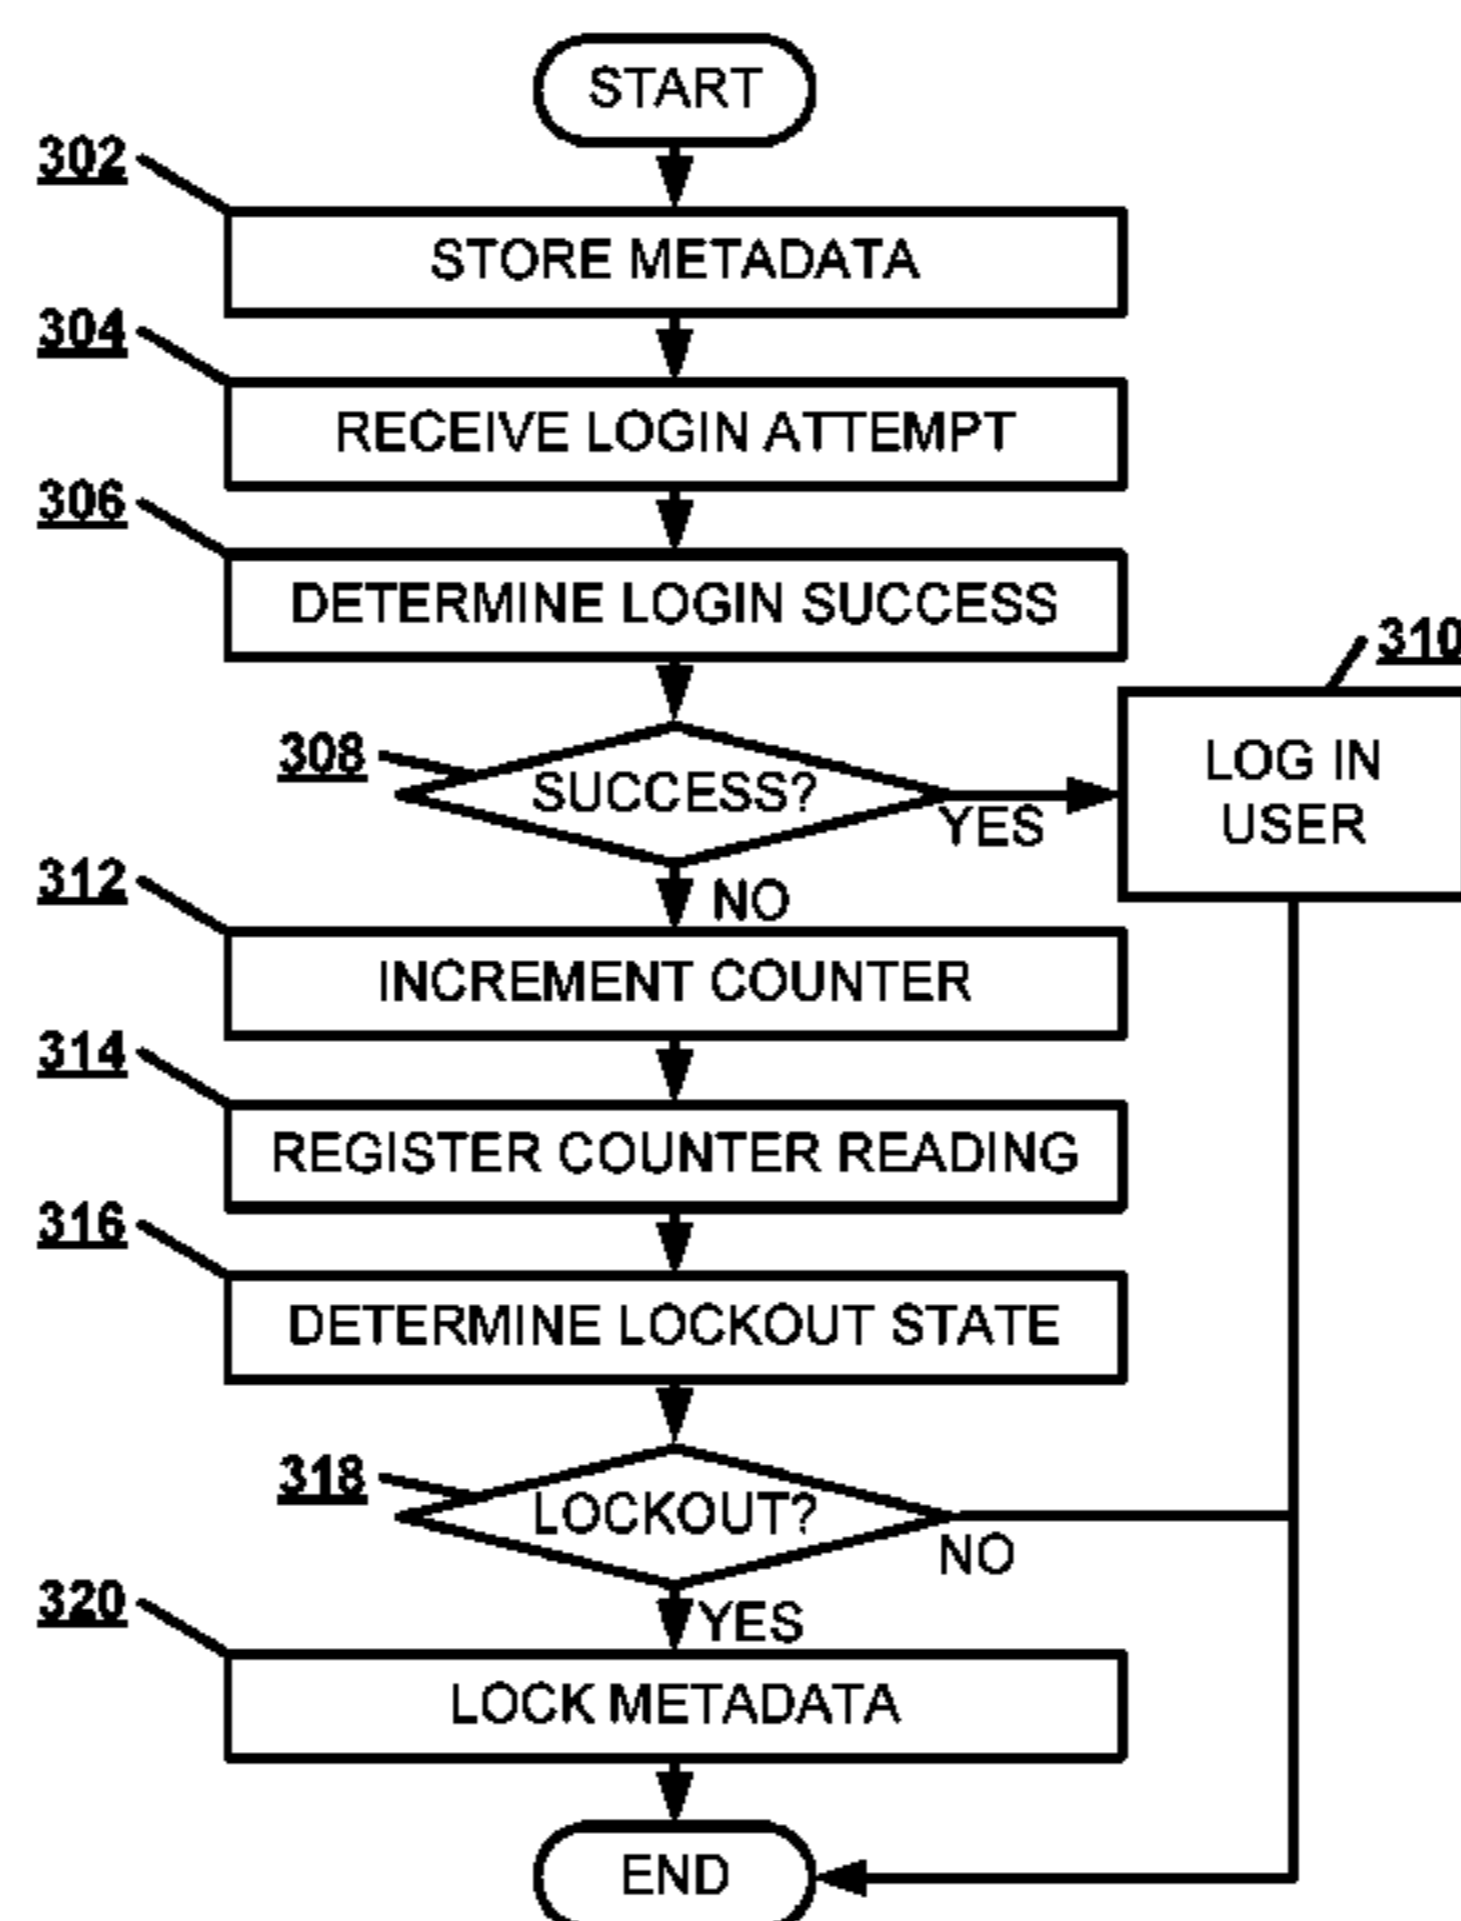 START
302
STORE METADATA
304
RECEIVE LOGIN ATTEMPT
306
DETERMINE LOGIN SUCCESS
310
308
SUCCESS?
YES
LOG IN
USER
NO
312
INCREMENT COUNTER
314
REGISTER COUNTER READING
316
DETERMINE LOCKOUT STATE
318
LOCKOUT?
NO
YES
320
LOCK METADATA
END